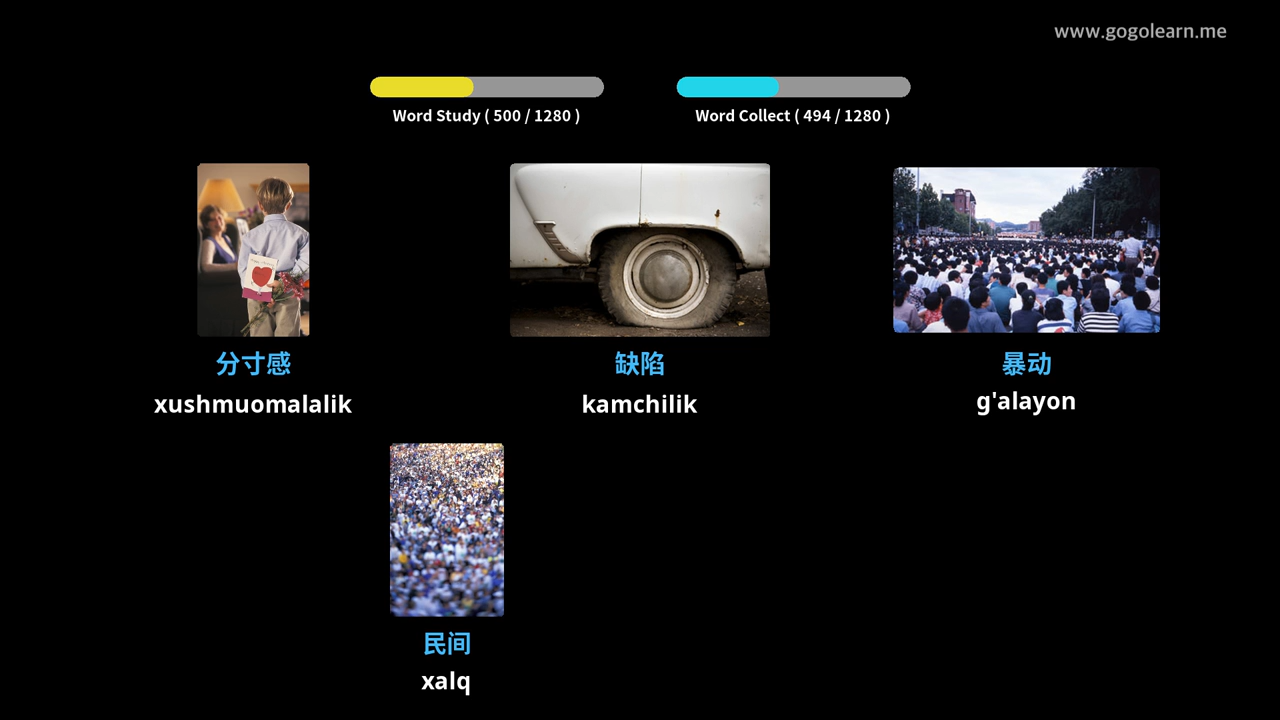 www.gogolearn.me
Word Study ( 500 / 1280 )
Word Collect ( 494 / 1280 )
分寸感
xushmuomalalik
缺陷
kamchilik
暴动
g'alayon
民间
xalq